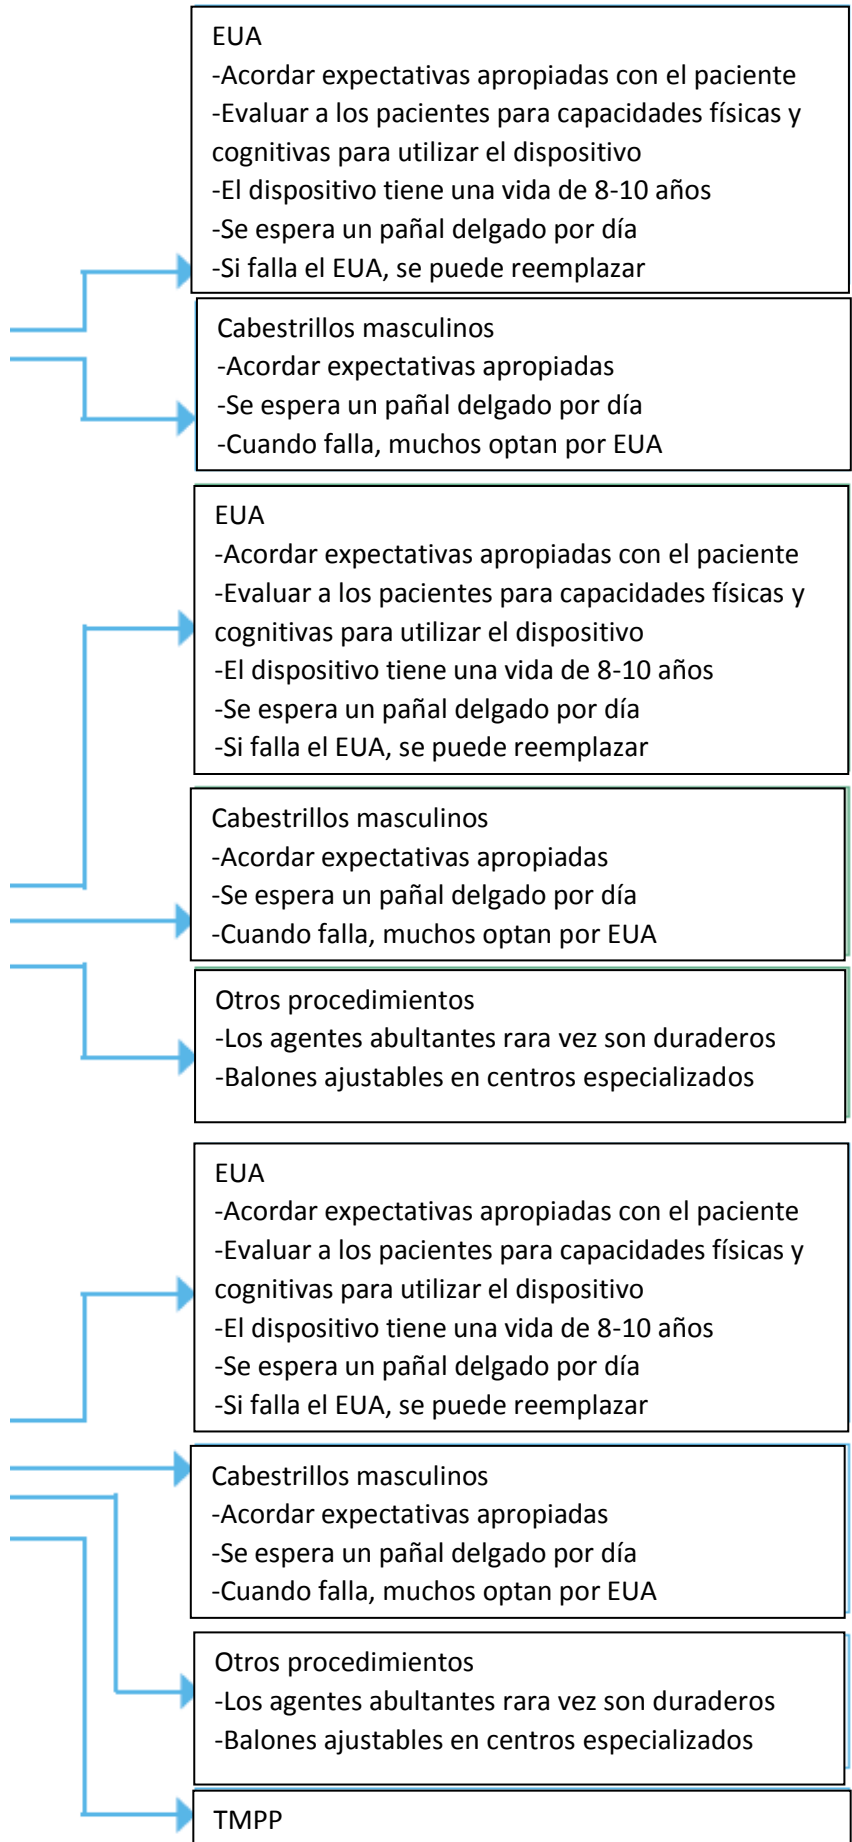 EUA
-Acordar expectativas apropiadas con el paciente
-Evaluar a los pacientes para capacidades físicas y
cognitivas para utilizar el dispositivo
-El dispositivo tiene una vida de 8-10 años
-Se espera un pañal delgado por día
-Si falla el EUA, se puede reemplazar
Cabestrillos masculinos
-Acordar expectativas apropiadas
-Se espera un pañal delgado por día
-Cuando falla, muchos optan por EUA
EUA
-Acordar expectativas apropiadas con el paciente
-Evaluar a los pacientes para capacidades físicas y
cognitivas para utilizar el dispositivo
-El dispositivo tiene una vida de 8-10 años
-Se espera un pañal delgado por día
-Si falla el EUA, se puede reemplazar
Cabestrillos masculinos
-Acordar expectativas apropiadas
-Se espera un pañal delgado por día
-Cuando falla, muchos optan por EUA
Otros procedimientos
-Los agentes abultantes rara vez son duraderos
-Balones ajustables en centros especializados
EUA
-Acordar expectativas apropiadas con el paciente
-Evaluar a los pacientes para capacidades físicas y
cognitivas para utilizar el dispositivo
-El dispositivo tiene una vida de 8-10 años
-Se espera un pañal delgado por día
-Si falla el EUA, se puede reemplazar
Cabestrillos masculinos
-Acordar expectativas apropiadas
-Se espera un pañal delgado por día
-Cuando falla, muchos optan por EUA
Otros procedimientos
-Los agentes abultantes rara vez son duraderos
-Balones ajustables en centros especializados
TMPP